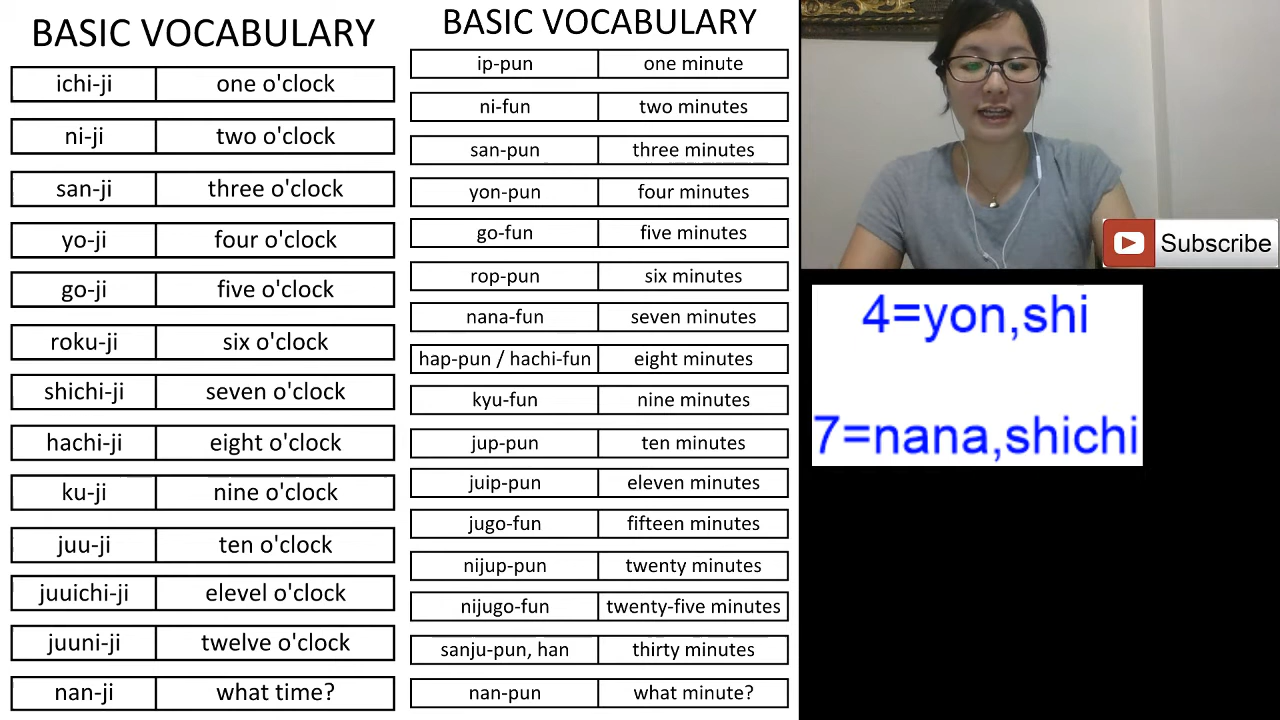 BASIC VOCABULARY
ichi-ji one o'clock
ni-ji two o'clock
san-ji three o'clock
yo-ji four o'clock
go-ji five o'clock
roku-ji six o'clock
shichi-ji seven o'clock
hachi-ji eight o'clock
ku-ji nine o'clock
juu-ji ten o'clock
juuichi-ji elevel o'clock
juuni-ji twelve o'clock
nan-ji what time?
BASIC VOCABULARY
ip-pun one minute
ni-fun two minutes
san-pun three minutes
yon-pun four minutes
go-fun five minutes
rop-pun six minutes
nana-fun seven minutes
hap-pun / hachi-fun eight minutes
kyu-fun nine minutes
jup-pun ten minutes
juip-pun eleven minutes
jugo-fun fifteen minutes
nijup-pun twenty minutes
nijugo-fun twenty-five minutes
sanju-pun, han thirty minutes
nan-pun what minute?
Subscribe
4=yon,shi
7=nana,shichi